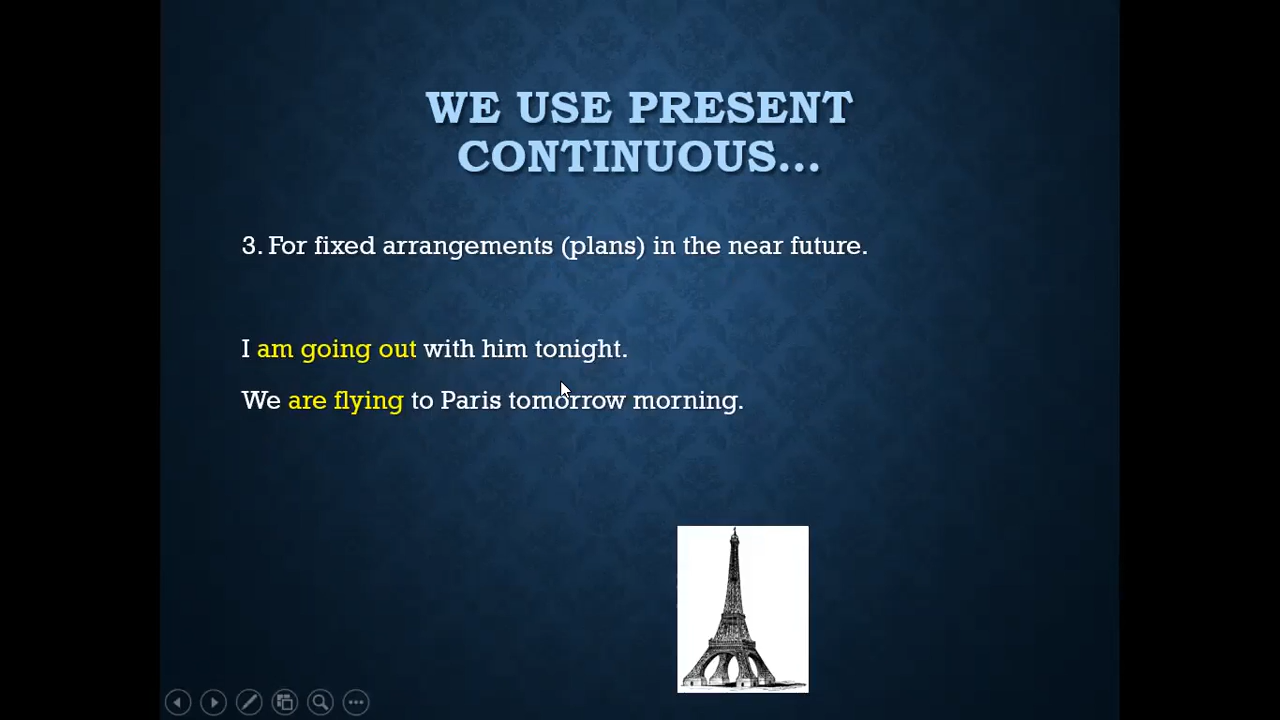 WE USE PRESENT
CONTINUOUS...
3. For fixed arrangements (plans) in the near future.
I am going out with him tonight.
We are flying to Paris tomorrow morning.